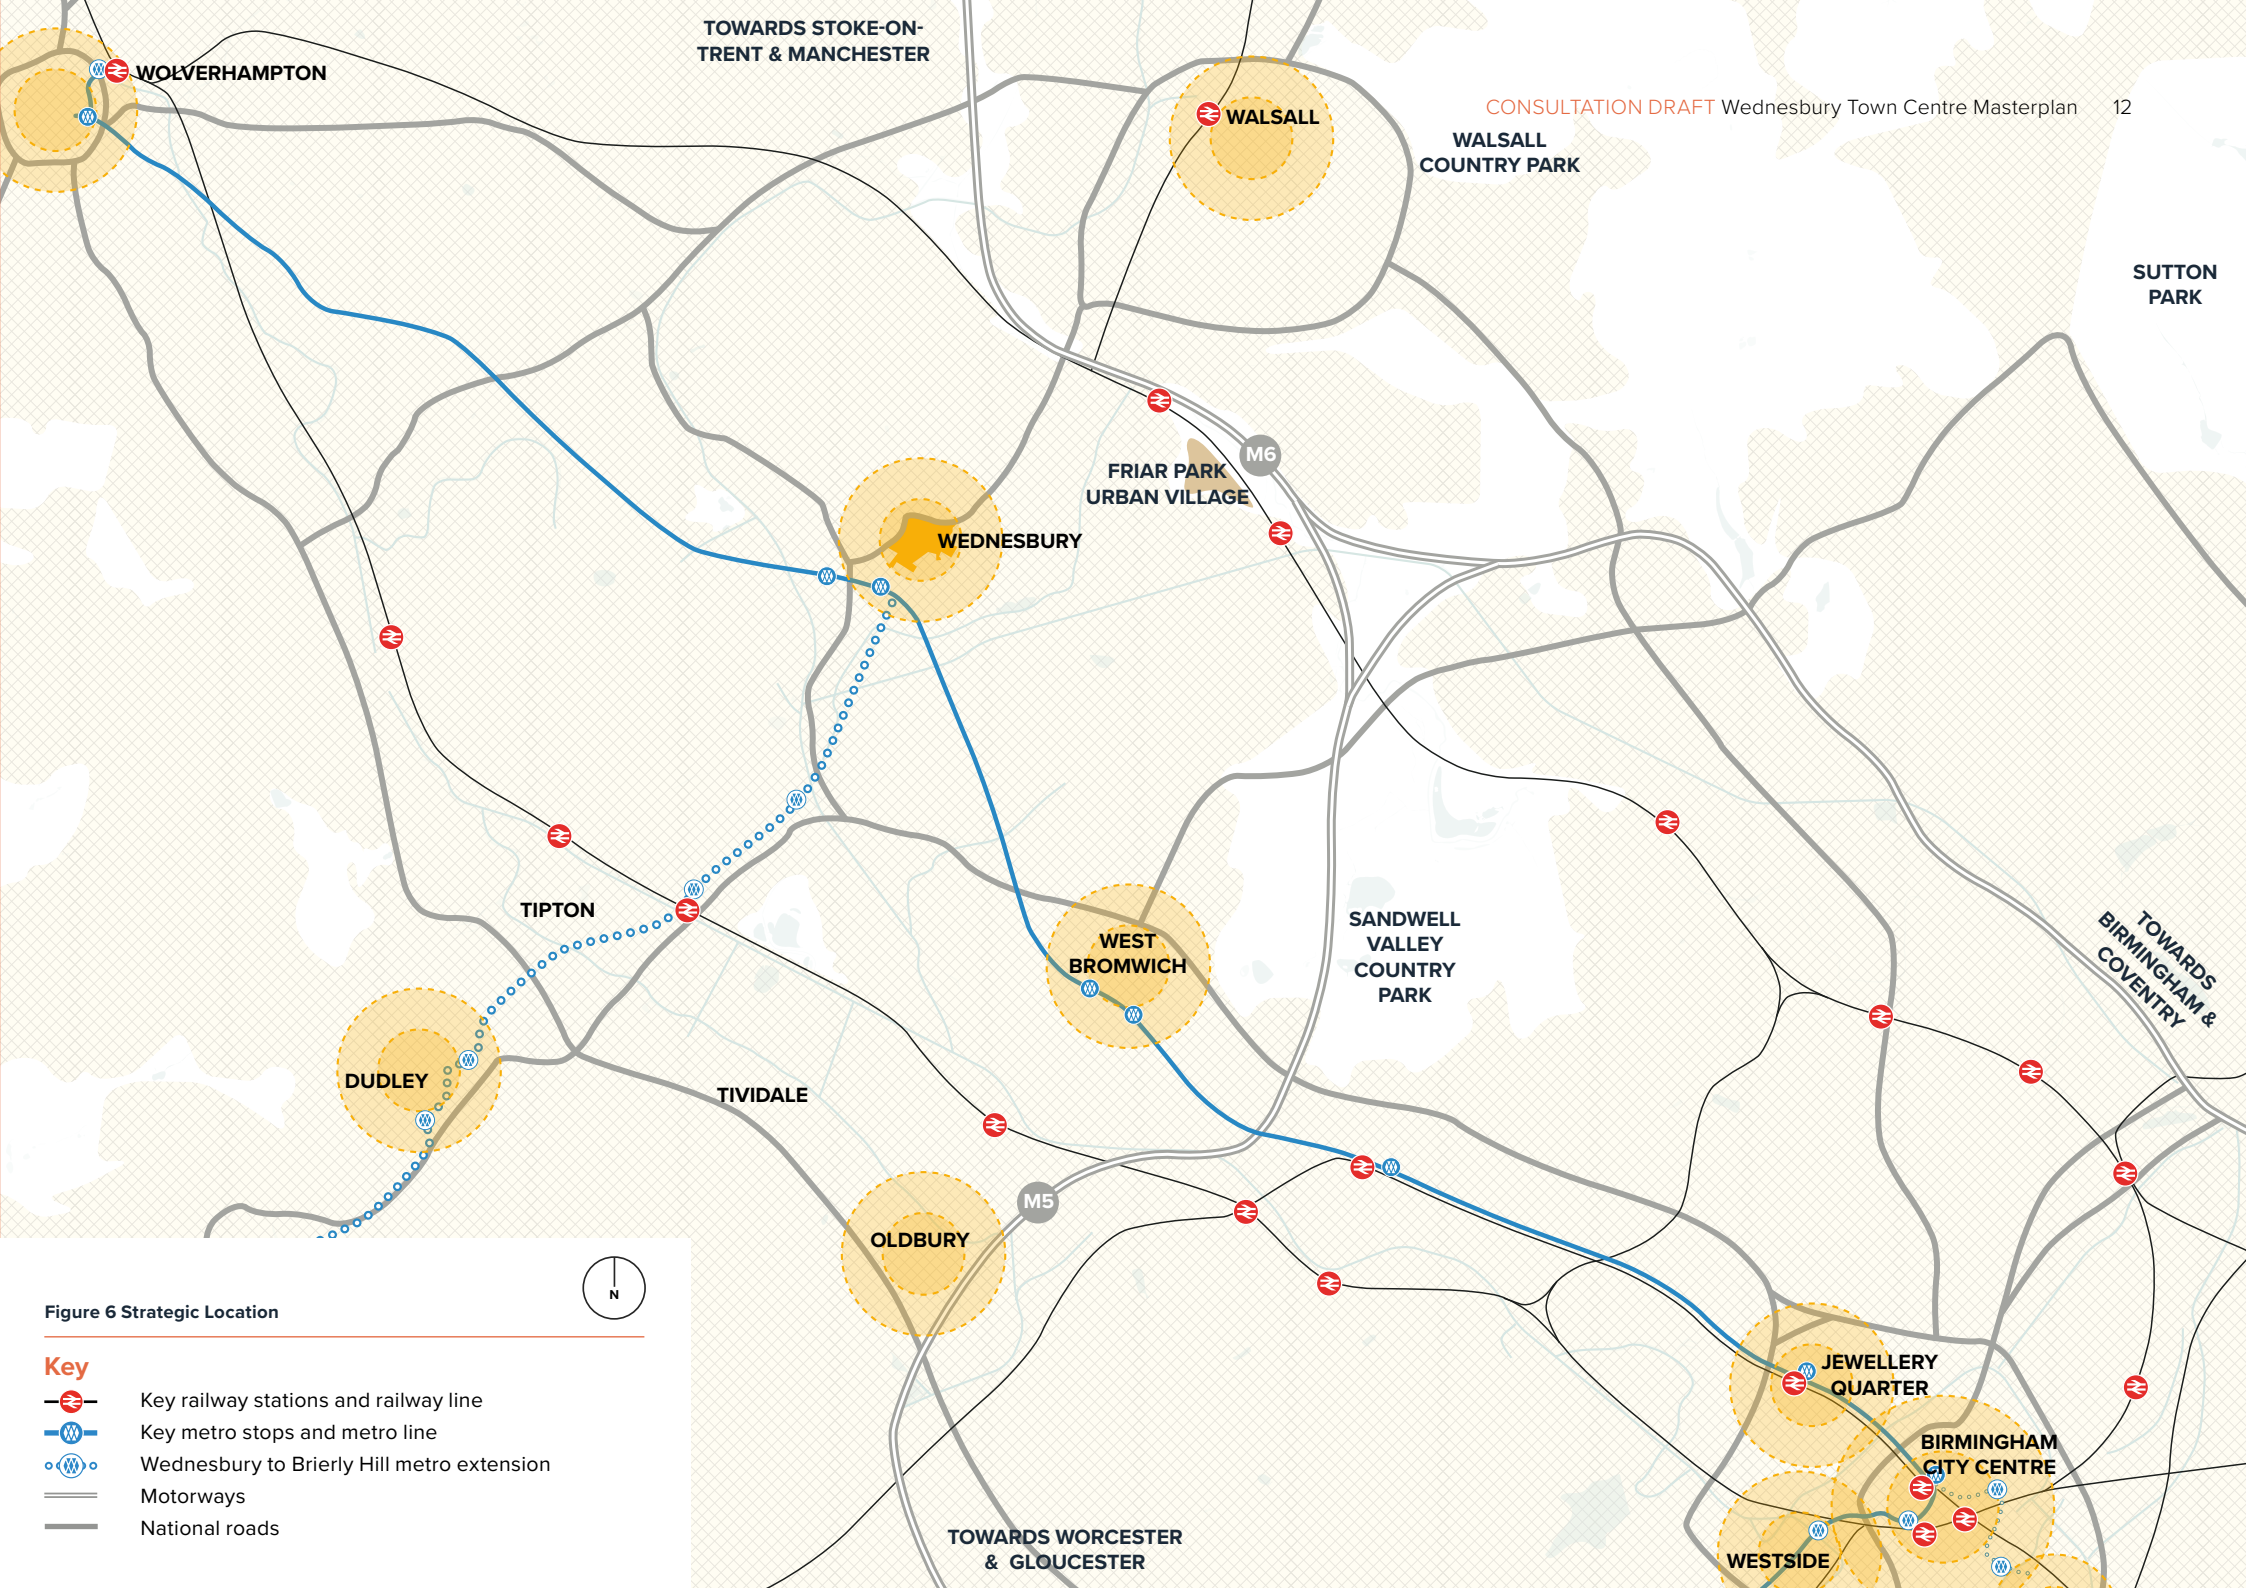 TOWARDS STOKE-ON-
TRENT & MANCHESTER
WOLVERHAMPTON
WALSALL
CONSULTATION DRAFT Wednesbury Town Centre Masterplan 12
WALSALL
COUNTRY PARK
SUTTON
PARK
M6
FRIAR PARK
URBAN VILLAGE
WEDNESBURY
TIPTON
WEST
BROMWICH
SANDWELL
VALLEY
COUNTRY
PARK
TOWARDS
BIRMINGHAM &
COVENTRY
DUDLEY
TIVIDALE
M5
OLDBURY
JEWELLERY
QUARTER
BIRMINGHAM
CITY CENTRE
WESTSIDE
TOWARDS WORCESTER
& GLOUCESTER
N
Figure 6 Strategic Location
Key
Key railway stations and railway line
Key metro stops and metro line
Wednesbury to Brierly Hill metro extension
Motorways
National roads